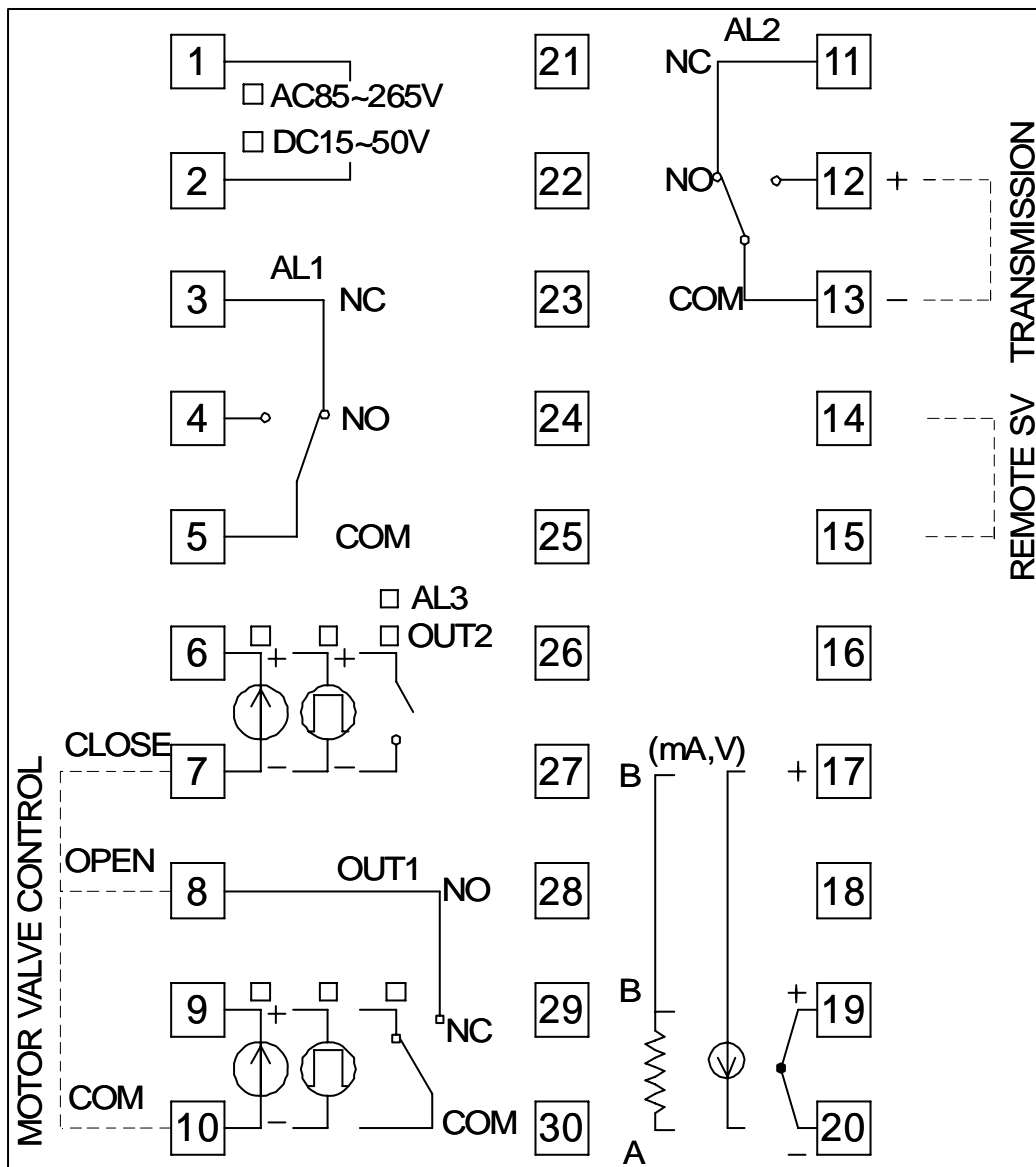 1 21 NC AL2 11
AC85~265V
DC15~50V
2 22 NO 12 +
AL1
3 NC 23 COM 13 −
TRANSMISSION
4 NO 24 14
5 COM 25 15
REMOTE SV
AL3
6 + + OUT2 26 16
CLOSE 7 − − 27 B (mA,V) + 17
MOTOR VALVE CONTROL
OPEN 8 OUT1 NO 28 18
9 + NC 29 B + 19
COM 10 − COM 30 A − 20